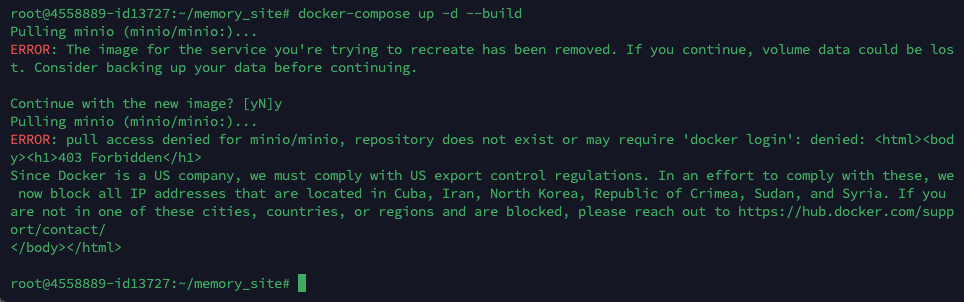 root@4558889-id13727:~/memory_site# docker-compose up -d --build
Pulling minio (minio/minio:)...
ERROR: The image for the service you're trying to recreate has been removed. If you continue, volume data could be los
t. Consider backing up your data before continuing.
Continue with the new image? [yN]y
Pulling minio (minio/minio:)...
ERROR: pull access denied for minio/minio, repository does not exist or may require 'docker login': denied: <html><bod
y><h1>403 Forbidden</h1>
Since Docker is a US company, we must comply with US export control regulations. In an effort to comply with these, we
 now block all IP addresses that are located in Cuba, Iran, North Korea, Republic of Crimea, Sudan, and Syria. If you
are not in one of these cities, countries, or regions and are blocked, please reach out to https://hub.docker.com/supp
ort/contact/
</body></html>
root@4558889-id13727:~/memory_site#